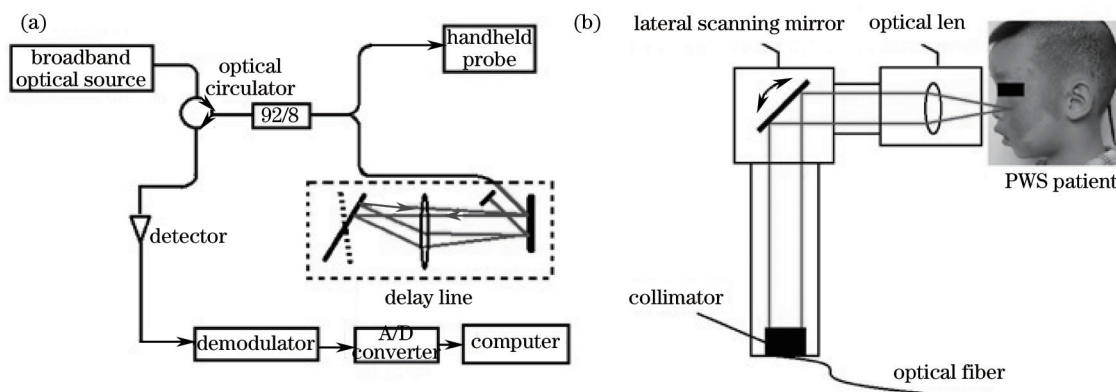 (a)
broadband
optical source
optical
circulator
92/8
handheld
probe
detector
delay line
demodulator
A/D
converter
computer
(b)
lateral scanning mirror
optical len
PWS patient
collimator
optical fiber